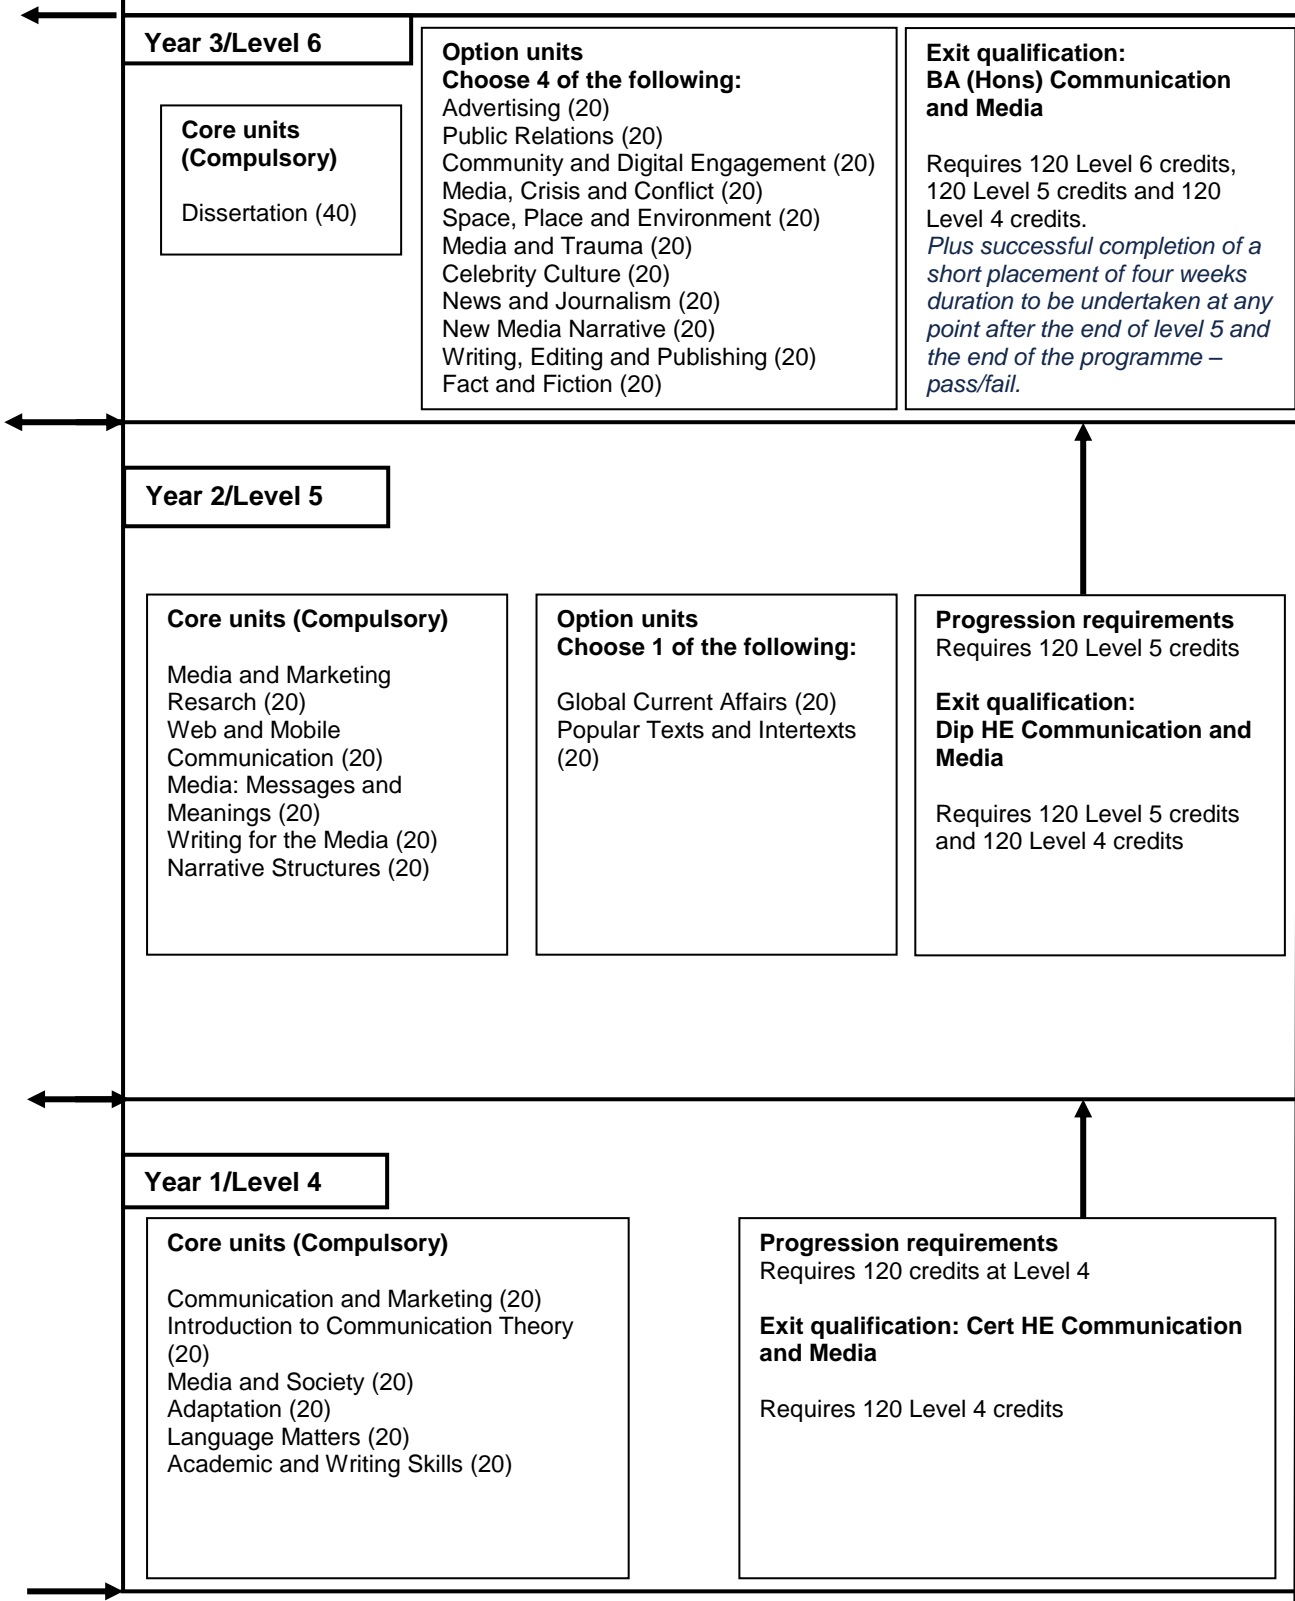 Year 3/Level 6
Core units
(Compulsory)
Dissertation (40)
Option units
Choose 4 of the following:
Advertising (20)
Public Relations (20)
Community and Digital Engagement (20)
Media, Crisis and Conflict (20)
Space, Place and Environment (20)
Media and Trauma (20)
Celebrity Culture (20)
News and Journalism (20)
New Media Narrative (20)
Writing, Editing and Publishing (20)
Fact and Fiction (20)
Exit qualification:
BA (Hons) Communication
and Media
Requires 120 Level 6 credits,
120 Level 5 credits and 120
Level 4 credits.
Plus successful completion of a
short placement of four weeks
duration to be undertaken at any
point after the end of level 5 and
the end of the programme –
pass/fail.
Year 2/Level 5
Core units (Compulsory)
Media and Marketing
Resarch (20)
Web and Mobile
Communication (20)
Media: Messages and
Meanings (20)
Writing for the Media (20)
Narrative Structures (20)
Option units
Choose 1 of the following:
Global Current Affairs (20)
Popular Texts and Intertexts
(20)
Progression requirements
Requires 120 Level 5 credits
Exit qualification:
Dip HE Communication and
Media
Requires 120 Level 5 credits
and 120 Level 4 credits
Year 1/Level 4
Core units (Compulsory)
Communication and Marketing (20)
Introduction to Communication Theory
(20)
Media and Society (20)
Adaptation (20)
Language Matters (20)
Academic and Writing Skills (20)
Progression requirements
Requires 120 credits at Level 4
Exit qualification: Cert HE Communication
and Media
Requires 120 Level 4 credits